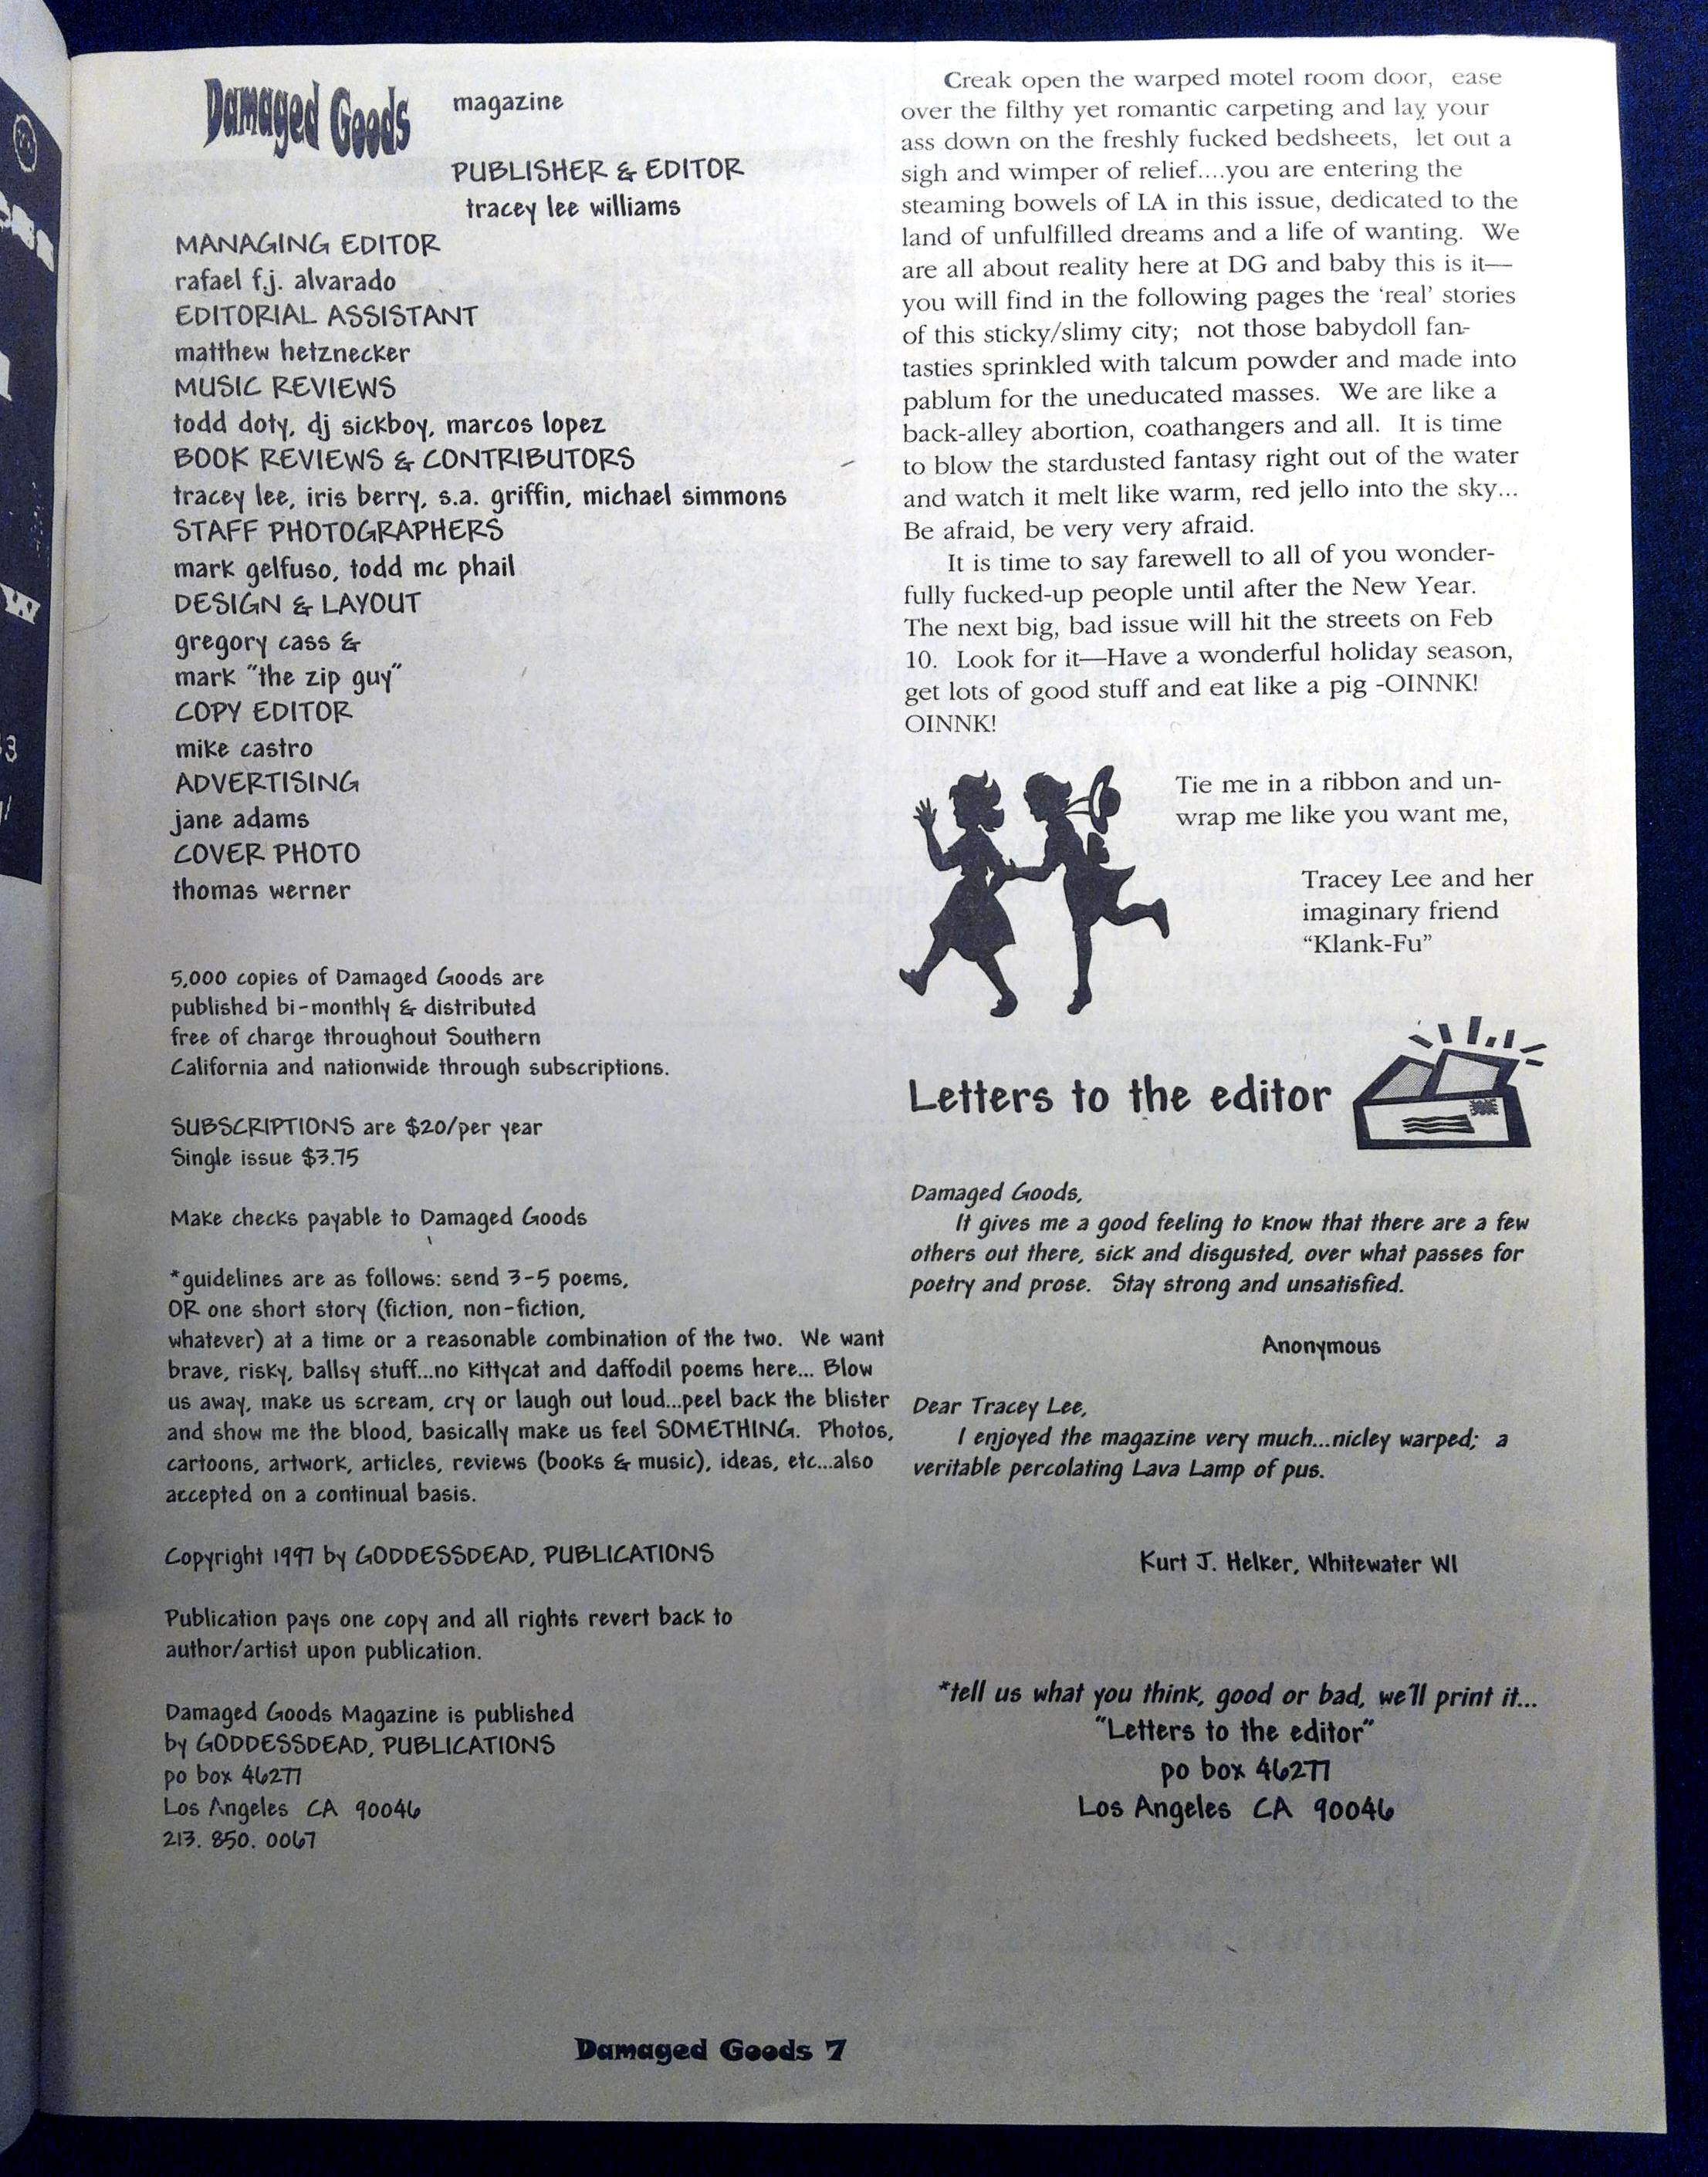 Damaged Goods magazine
PUBLISHER & EDITOR
tracey lee williams
MANAGING EDITOR
rafael f.j. alvarado
EDITORIAL ASSISTANT
matthew hetznecker
MUSIC REVIEWS
todd doty, dj sickboy, marcos lopez
BOOK REVIEWS & CONTRIBUTORS
tracey lee, iris berry, s.a. griffin, michael simmons
STAFF PHOTOGRAPHERS
mark gelfuso, todd mc phail
DESIGN & LAYOUT
gregory cass &
mark "the zip guy"
COPY EDITOR
mike castro
ADVERTISING
jane adams
COVER PHOTO
thomas werner
5,000 copies of Damaged Goods are
published bi-monthly & distributed
free of charge throughout Southern
California and nationwide through subscriptions.
SUBSCRIPTIONS are $20/per year
Single issue $3.75
Make checks payable to Damaged Goods
*guidelines are as follows: send 3-5 poems,
OR one short story (fiction, non-fiction,
whatever) at a time or a reasonable combination of the two. We want
brave, risky, ballsy stuff...no kittycat and daffodil poems here... Blow
us away, make us scream, cry or laugh out loud...peel back the blister
and show me the blood, basically make us feel SOMETHING. Photos,
cartoons, artwork, articles, reviews (books & music), ideas, etc...also
accepted on a continual basis.
Copyright 1997 by GODDESSDEAD, PUBLICATIONS
Publication pays one copy and all rights revert back to
author/artist upon publication.
Damaged Goods Magazine is published
by GODDESSDEAD, PUBLICATIONS
po box 46277
Los Angeles CA 90046
213. 850. 0067
Creak open the warped motel room door, ease
over the filthy yet romantic carpeting and lay your
ass down on the freshly fucked bedsheets, let out a
sigh and wimper of relief....you are entering the
steaming bowels of LA in this issue, dedicated to the
land of unfulfilled dreams and a life of wanting. We
are all about reality here at DG and baby this is it—
you will find in the following pages the 'real' stories
of this sticky/slimy city; not those babydoll fan-
tasties sprinkled with talcum powder and made into
pablum for the uneducated masses. We are like a
back-alley abortion, coathangers and all. It is time
to blow the stardusted fantasy right out of the water
and watch it melt like warm, red jello into the sky...
Be afraid, be very very afraid.
It is time to say farewell to all of you wonder-
fully fucked-up people until after the New Year.
The next big, bad issue will hit the streets on Feb
10. Look for it—Have a wonderful holiday season,
get lots of good stuff and eat like a pig -OINNK!
OINNK!
Tie me in a ribbon and un-
wrap me like you want me,
Tracey Lee and her
imaginary friend
"Klank-Fu"
Letters to the editor
Damaged Goods,
It gives me a good feeling to know that there are a few
others out there, sick and disgusted, over what passes for
poetry and prose. Stay strong and unsatisfied.
Anonymous
Dear Tracey Lee,
I enjoyed the magazine very much...nicley warped; a
veritable percolating Lava Lamp of pus.
Kurt J. Helker, Whitewater WI
*tell us what you think, good or bad, we'll print it...
"Letters to the editor"
po box 46277
Los Angeles CA 90046
Damaged Goods 7